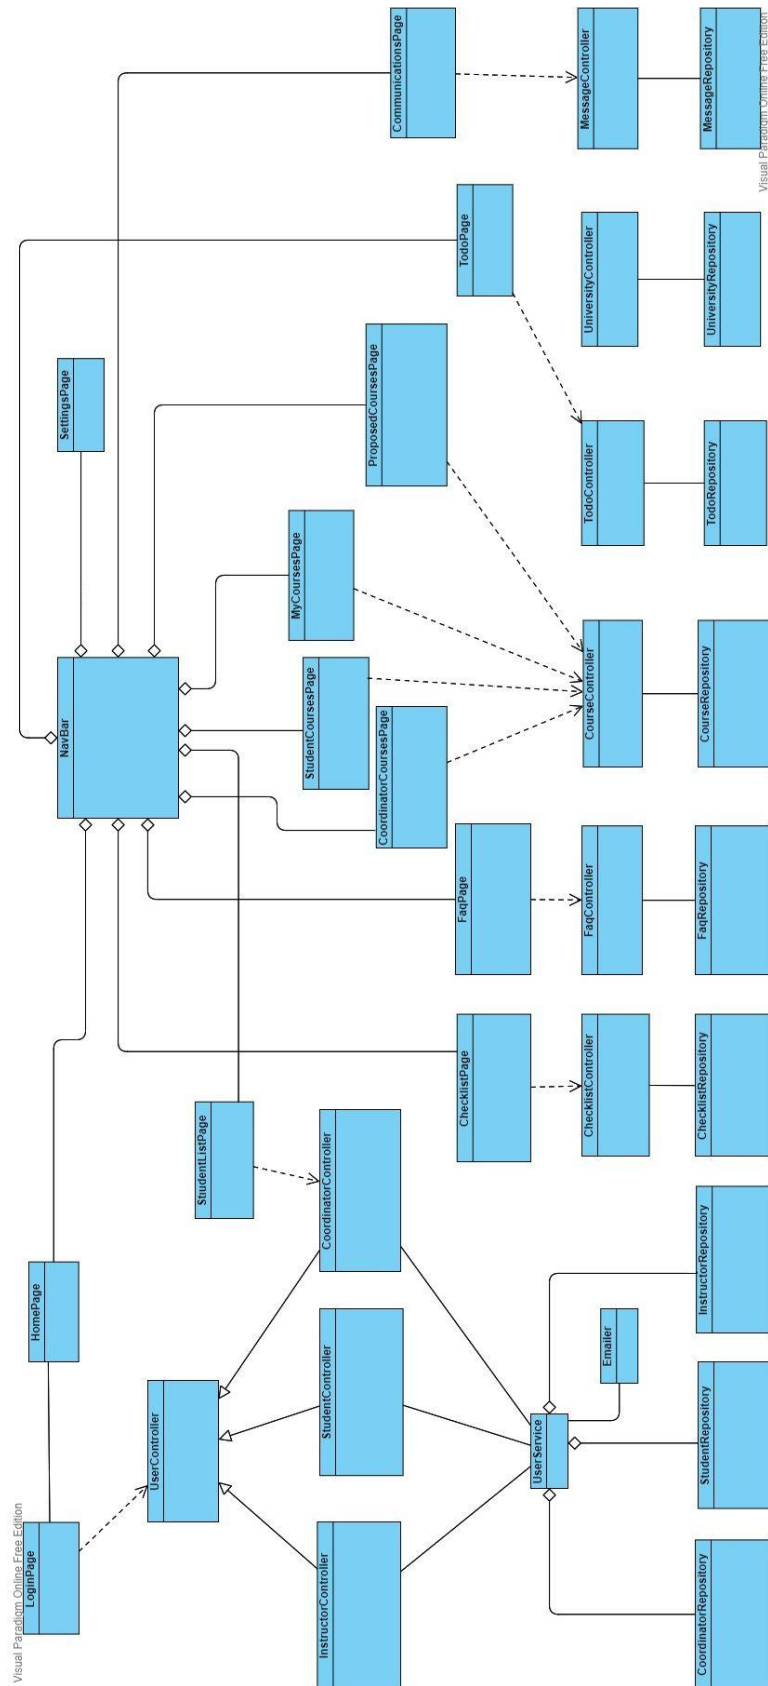 Visual Paradigm Online Free Edition
LoginPage
HomePage
UserController
InstructorController
StudentController
CoordinatorController
StudentListPage
UserService
Emailer
CoordinatorRepository
StudentRepository
InstructorRepository
NavBar
SettingsPage
ChecklistPage
ChecklistController
ChecklistRepository
FaqPage
FaqController
FaqRepository
CoordinatorCoursesPage
StudentCoursesPage
MyCoursesPage
ProposedCoursesPage
CourseController
CourseRepository
TodoPage
TodoController
TodoRepository
UniversityController
UniversityRepository
CommunicationsPage
MessageController
MessageRepository
Visual Paradigm Online Free Edition